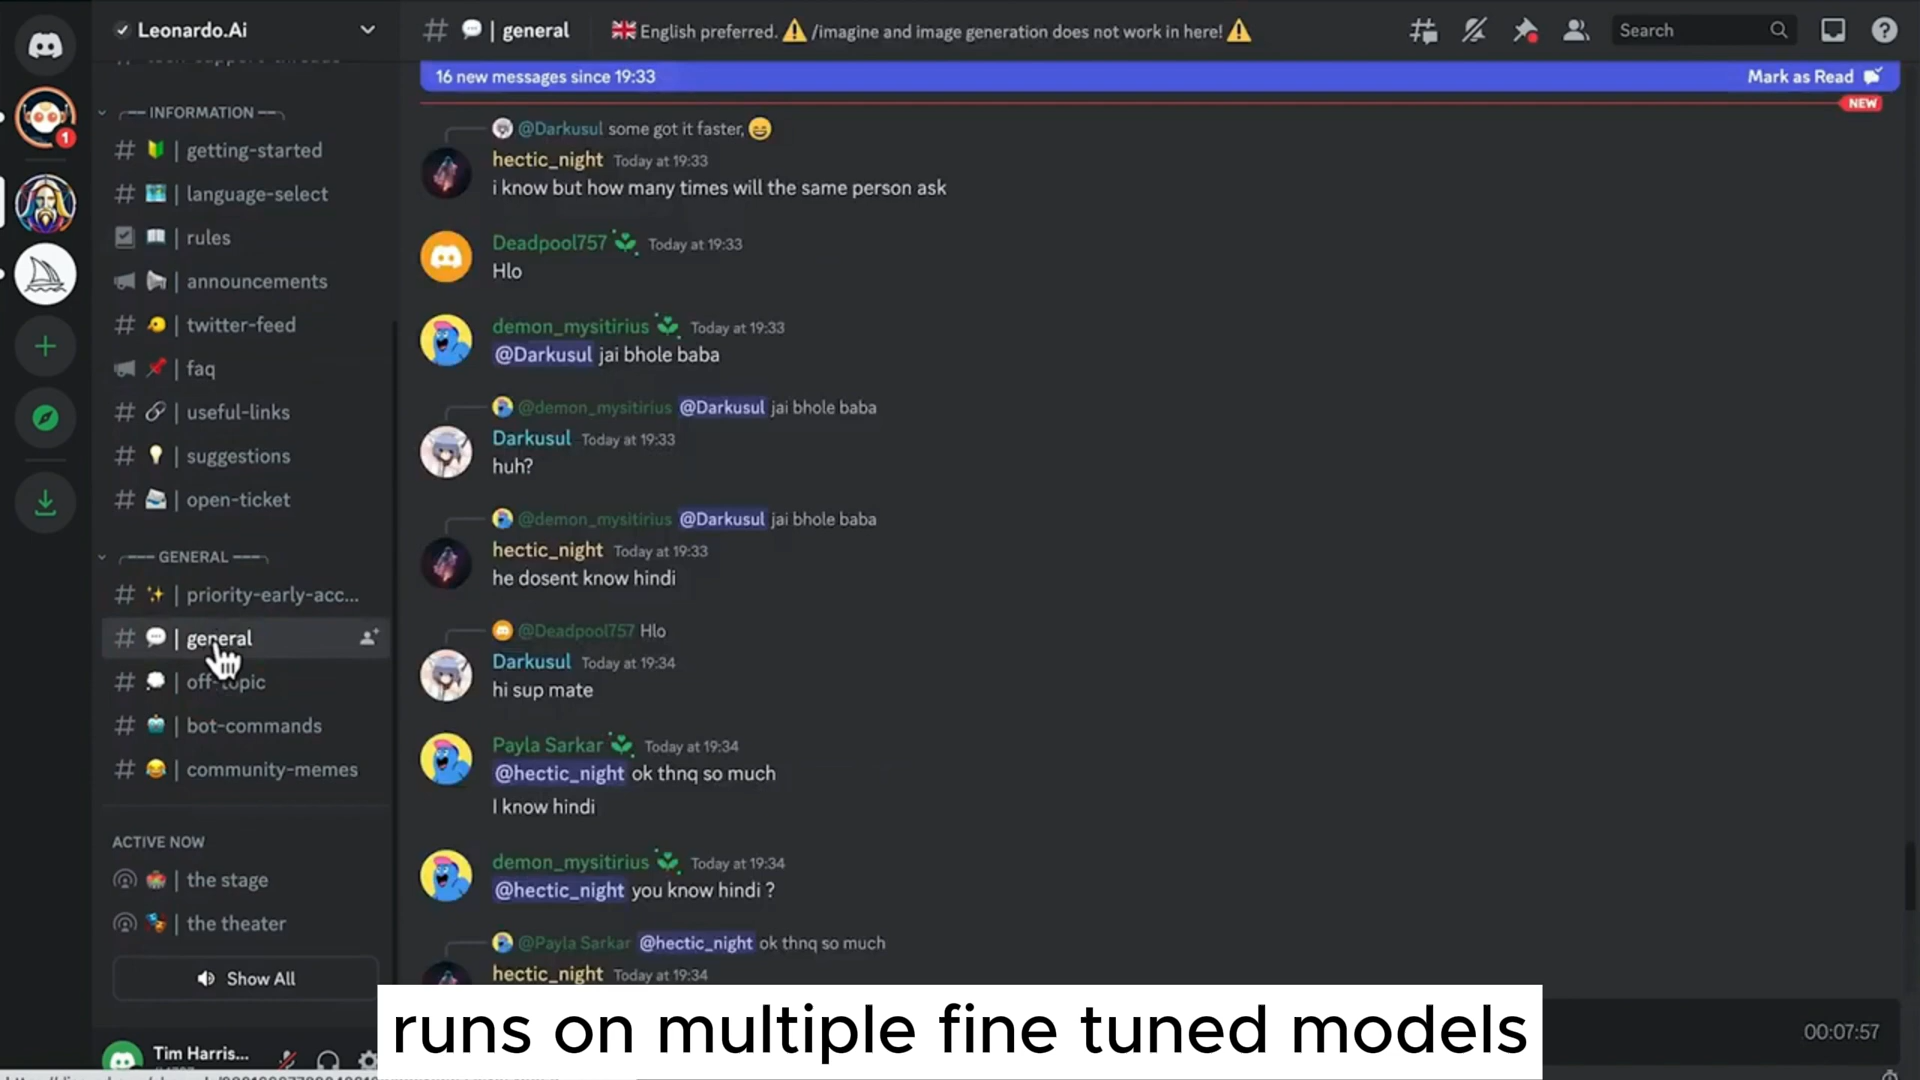 Leonardo.Ai
INFORMATION
getting-started
language-select
rules
announcements
twitter-feed
faq
useful-links
suggestions
open-ticket
GENERAL
priority-early-acc...
general
off-topic
bot-commands
community-memes
ACTIVE NOW
the stage
the theater
Show All
Tim Harris...
general
English preferred. ⚠️ /imagine and image generation does not work in here! ⚠️
Search
16 new messages since 19:33
Mark as Read
NEW
@Darkusul some got it faster, 😄
hectic_night Today at 19:33
i know but how many times will the same person ask
Deadpool757 Today at 19:33
Hlo
demon_mysitirius Today at 19:33
@Darkusul jai bhole baba
@demon_mysitirius @Darkusul jai bhole baba
Darkusul Today at 19:33
huh?
@demon_mysitirius @Darkusul jai bhole baba
hectic_night Today at 19:33
he dosent know hindi
@Deadpool757 Hlo
Darkusul Today at 19:34
hi sup mate
Payla Sarkar Today at 19:34
@hectic_night ok thnq so much
I know hindi
demon_mysitirius Today at 19:34
@hectic_night you know hindi ?
@Payla Sarkar @hectic_night ok thnq so much
hectic_night Today at 19:34
runs on multiple fine tuned models
00:07:57
1